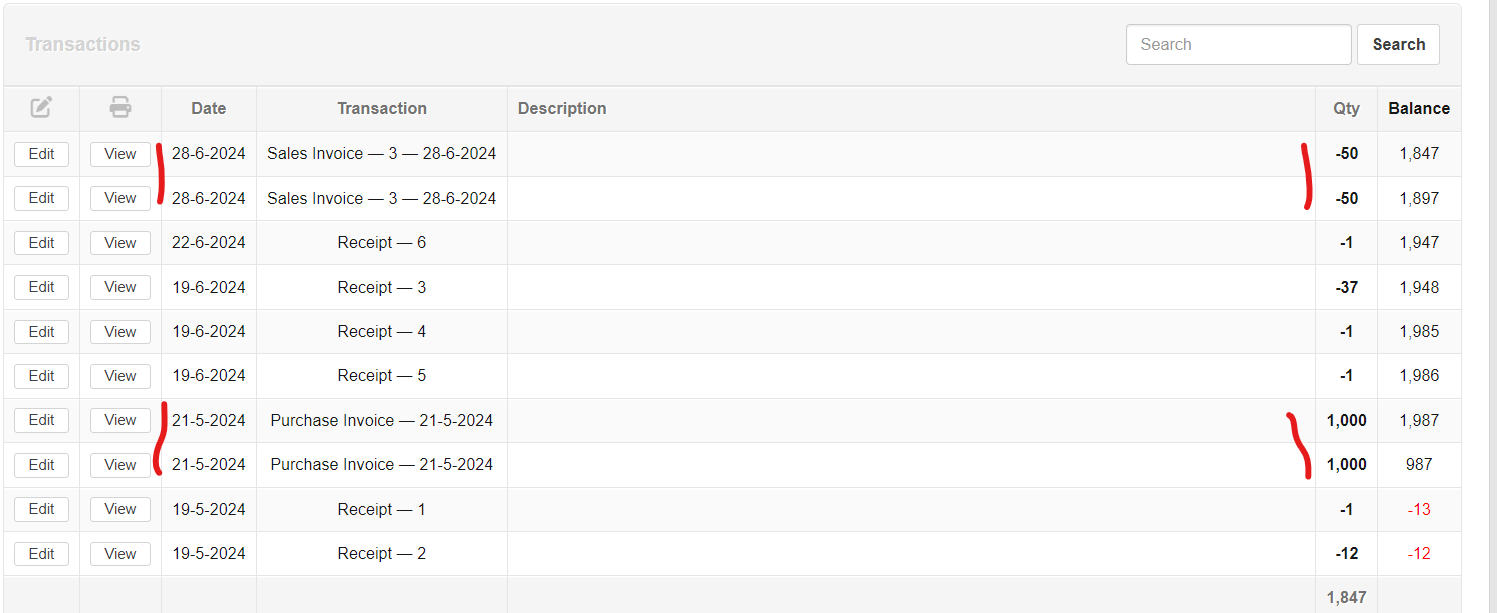 Transactions
Search Search
Date Transaction Description Qty Balance
Edit View 28-6-2024 Sales Invoice — 3 — 28-6-2024 -50 1,847
Edit View 28-6-2024 Sales Invoice — 3 — 28-6-2024 -50 1,897
Edit View 22-6-2024 Receipt — 6 -1 1,947
Edit View 19-6-2024 Receipt — 3 -37 1,948
Edit View 19-6-2024 Receipt — 4 -1 1,985
Edit View 19-6-2024 Receipt — 5 -1 1,986
Edit View 21-5-2024 Purchase Invoice — 21-5-2024 1,000 1,987
Edit View 21-5-2024 Purchase Invoice — 21-5-2024 1,000 987
Edit View 19-5-2024 Receipt — 1 -1 -13
Edit View 19-5-2024 Receipt — 2 -12 -12
1,847